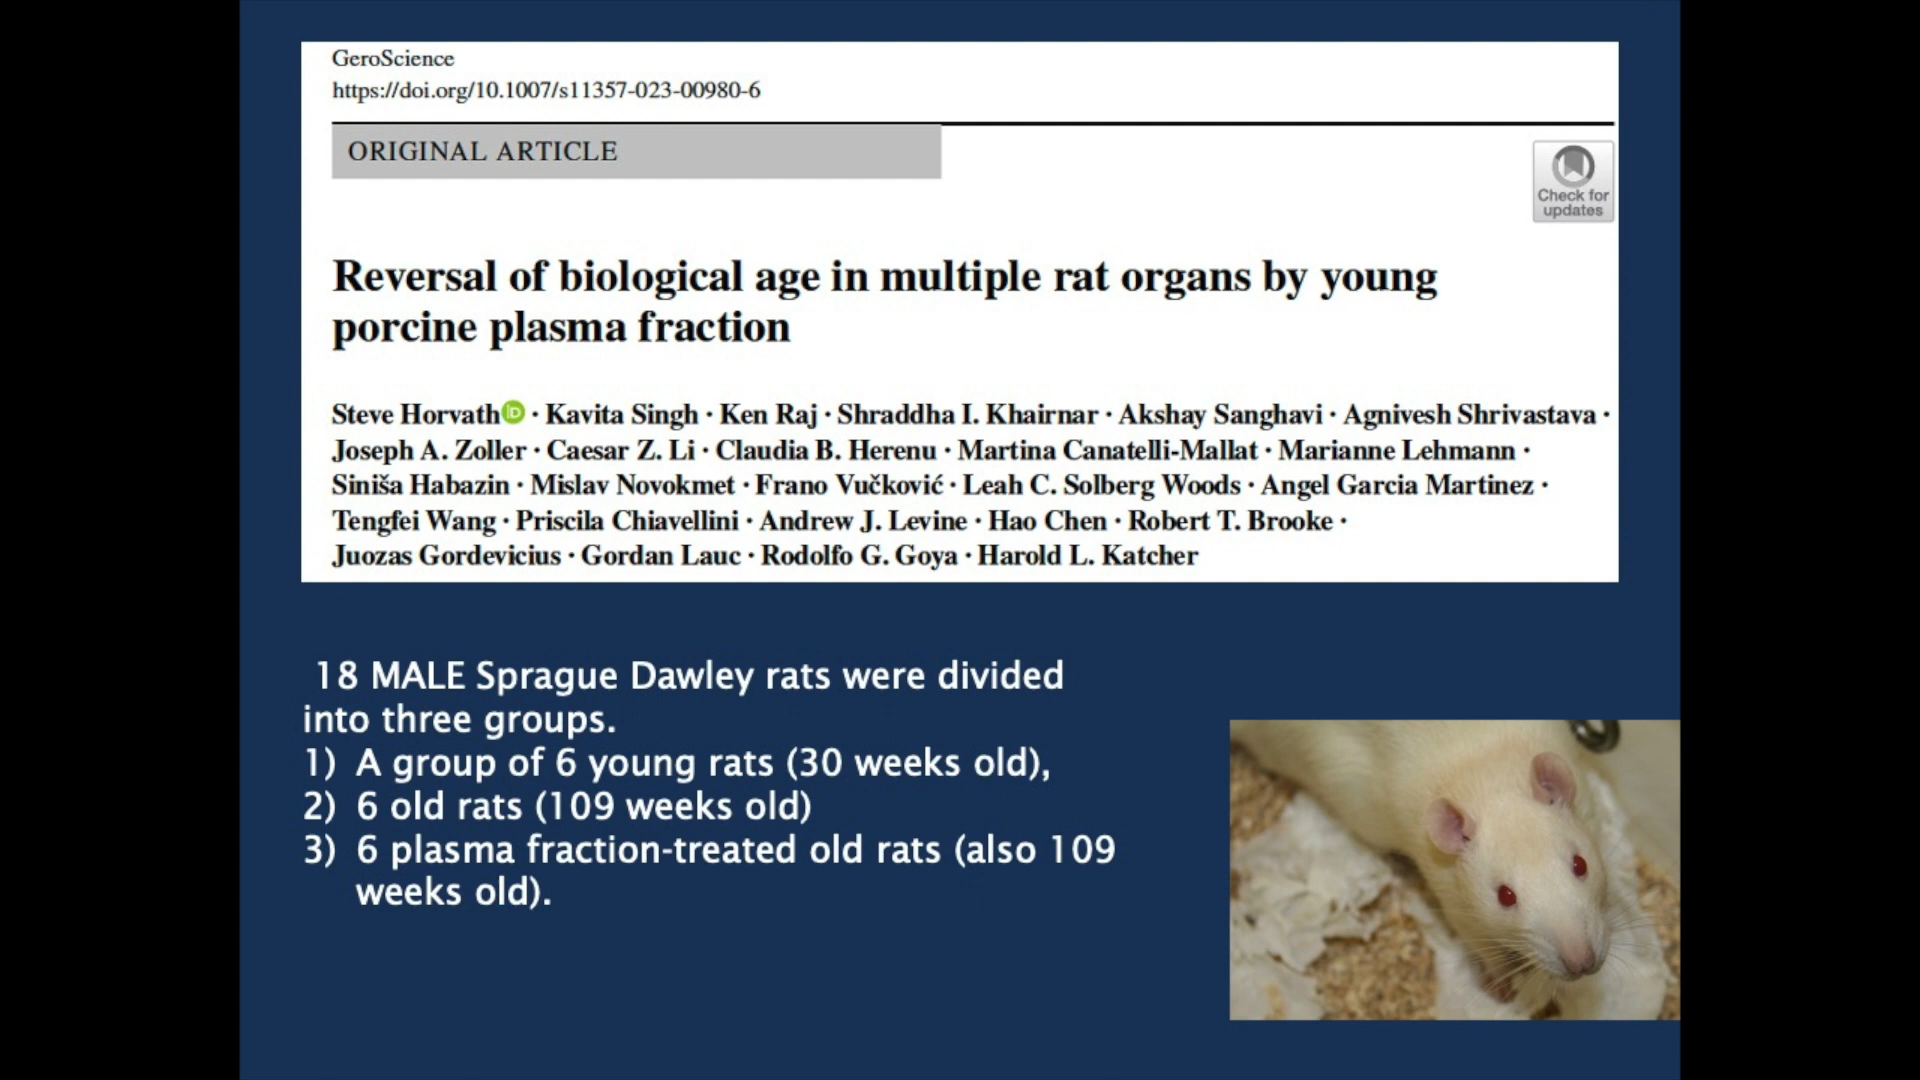 GeroScience
https://doi.org/10.1007/s11357-023-00980-6
ORIGINAL ARTICLE
Check for
updates
Reversal of biological age in multiple rat organs by young
porcine plasma fraction
Steve Horvath iD · Kavita Singh · Ken Raj · Shraddha I. Khairnar · Akshay Sanghavi · Agnivesh Shrivastava ·
Joseph A. Zoller · Caesar Z. Li · Claudia B. Herenu · Martina Canatelli-Mallat · Marianne Lehmann ·
Siniša Habazin · Mislav Novokmet · Frano Vučković · Leah C. Solberg Woods · Angel Garcia Martinez ·
Tengfei Wang · Priscila Chiavellini · Andrew J. Levine · Hao Chen · Robert T. Brooke ·
Juozas Gordevicius · Gordan Lauc · Rodolfo G. Goya · Harold L. Katcher
18 MALE Sprague Dawley rats were divided
into three groups.
1) A group of 6 young rats (30 weeks old),
2) 6 old rats (109 weeks old)
3) 6 plasma fraction-treated old rats (also 109
weeks old).